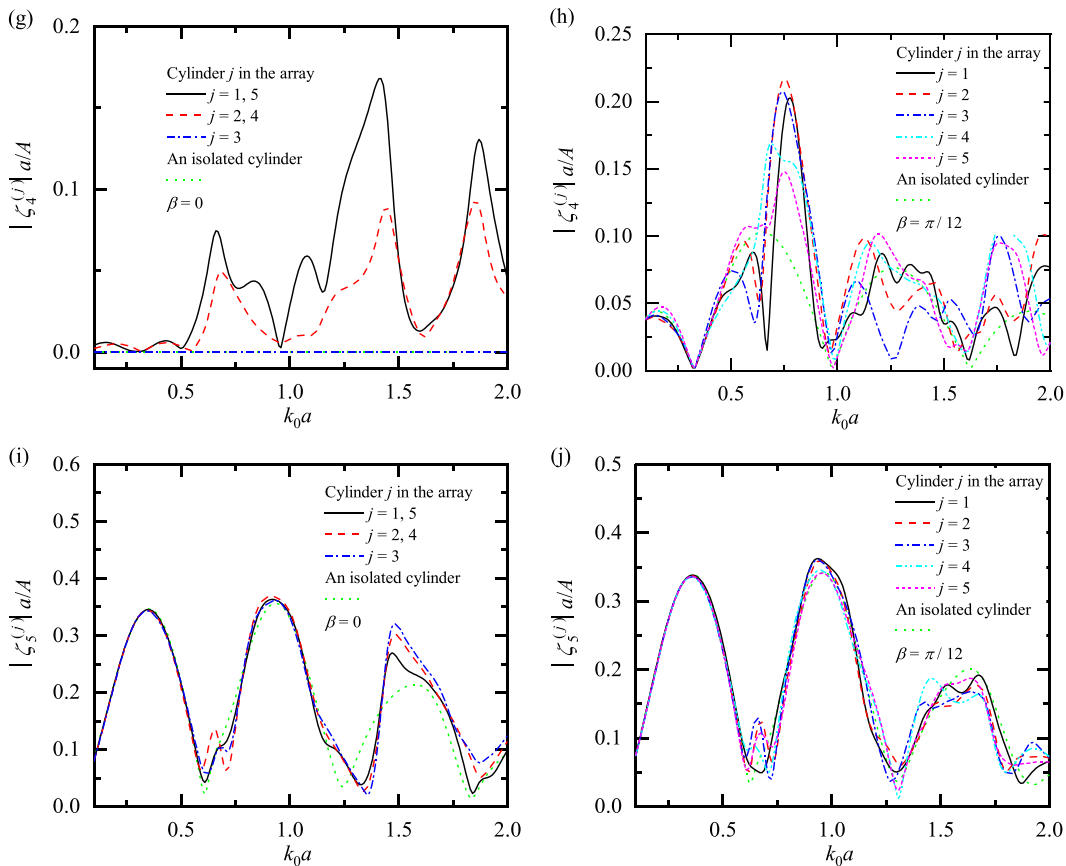 (g)
0.2
0.1
0.0
0.5
1.0
1.5
2.0
| ζ₄⁽ʲ⁾ | a/A
k₀a
Cylinder j in the array
j = 1, 5
j = 2, 4
j = 3
An isolated cylinder
β = 0
(h)
0.25
0.20
0.15
0.10
0.05
0.00
0.5
1.0
1.5
2.0
| ζ₄⁽ʲ⁾ | a/A
k₀a
Cylinder j in the array
j = 1
j = 2
j = 3
j = 4
j = 5
An isolated cylinder
β = π / 12
(i)
0.6
0.5
0.4
0.3
0.2
0.1
0.0
0.5
1.0
1.5
2.0
| ζ₅⁽ʲ⁾ | a/A
k₀a
Cylinder j in the array
j = 1, 5
j = 2, 4
j = 3
An isolated cylinder
β = 0
(j)
0.5
0.4
0.3
0.2
0.1
0.0
0.5
1.0
1.5
2.0
| ζ₅⁽ʲ⁾ | a/A
k₀a
Cylinder j in the array
j = 1
j = 2
j = 3
j = 4
j = 5
An isolated cylinder
β = π / 12